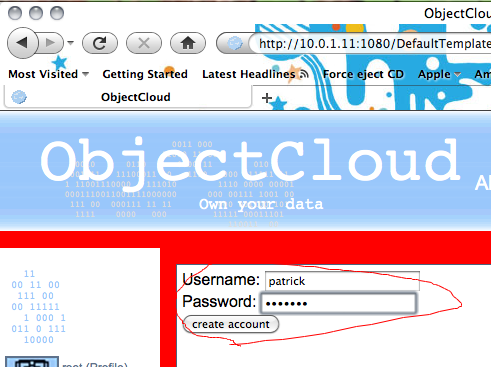 ObjectCloud
http://10.0.1.11:1080/DefaultTemplate
Most Visited Getting Started Latest Headlines Force eject CD Apple Am
ObjectCloud
ObjectCloud
Own your data
11
00 11 00
111 00
00 11111
1 000 1
011 0 111
10000
Username: patrick
Password: •••••••
create account
root (Profile)